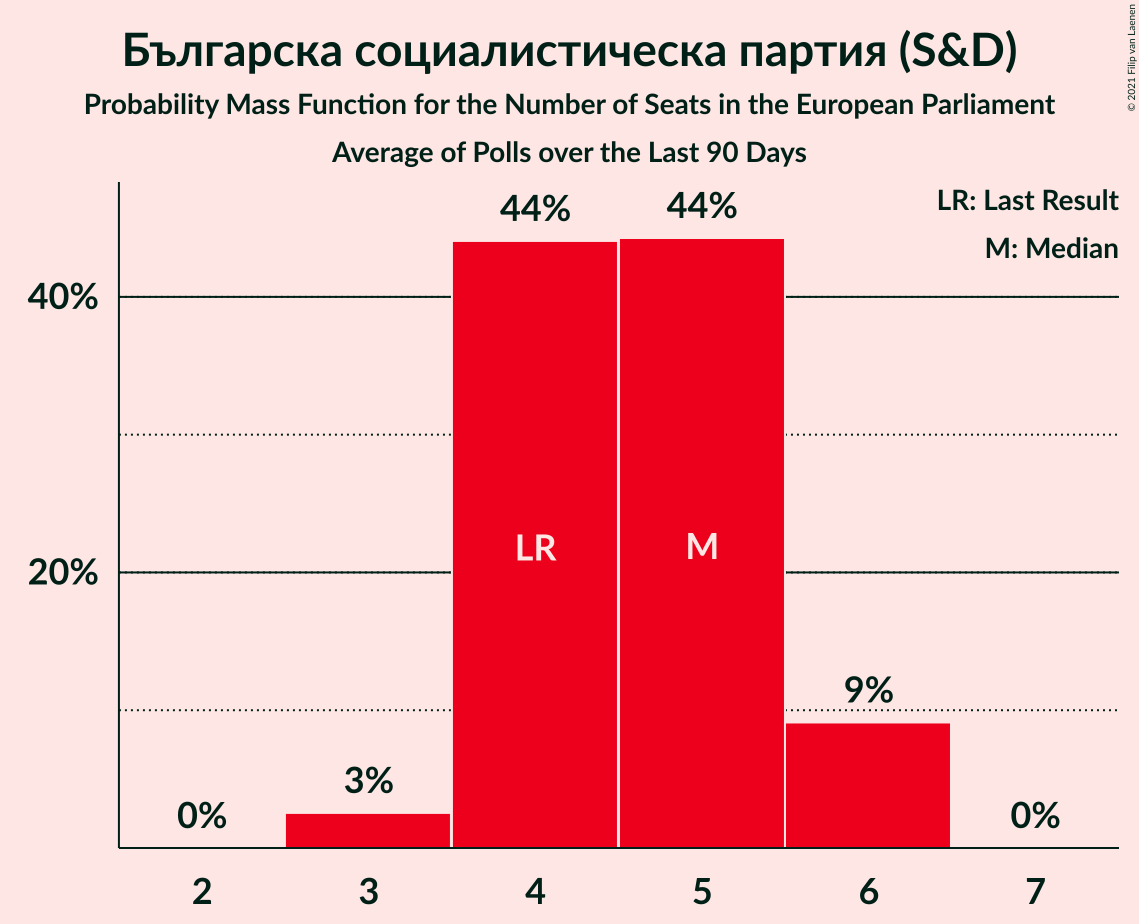 Българска социалистическа партия (S&D)
Probability Mass Function for the Number of Seats in the European Parliament
Average of Polls over the Last 90 Days
© 2021 Filip van Laenen
LR: Last Result
M: Median
44%
44%
40%
LR
M
20%
9%
3%
0%
0%
2
3
4
5
6
7